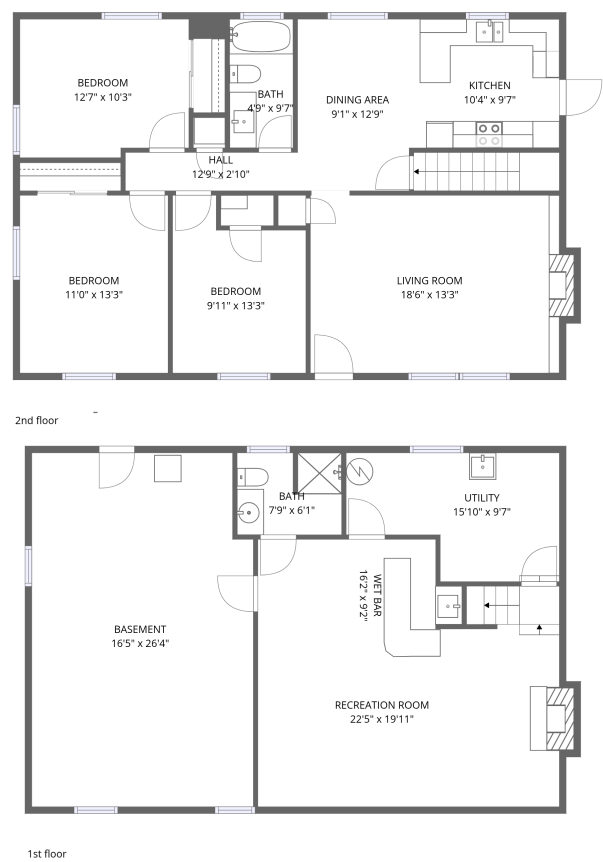 BEDROOM
12'7" x 10'3"
BATH
4'9" x 9'7"
DINING AREA
9'1" x 12'9"
KITCHEN
10'4" x 9'7"
HALL
12'9" x 2'10"
BEDROOM
11'0" x 13'3"
BEDROOM
9'11" x 13'3"
LIVING ROOM
18'6" x 13'3"
2nd floor
BATH
7'9" x 6'1"
UTILITY
15'10" x 9'7"
WET BAR
16'2" x 9'2"
BASEMENT
16'5" x 26'4"
RECREATION ROOM
22'5" x 19'11"
1st floor